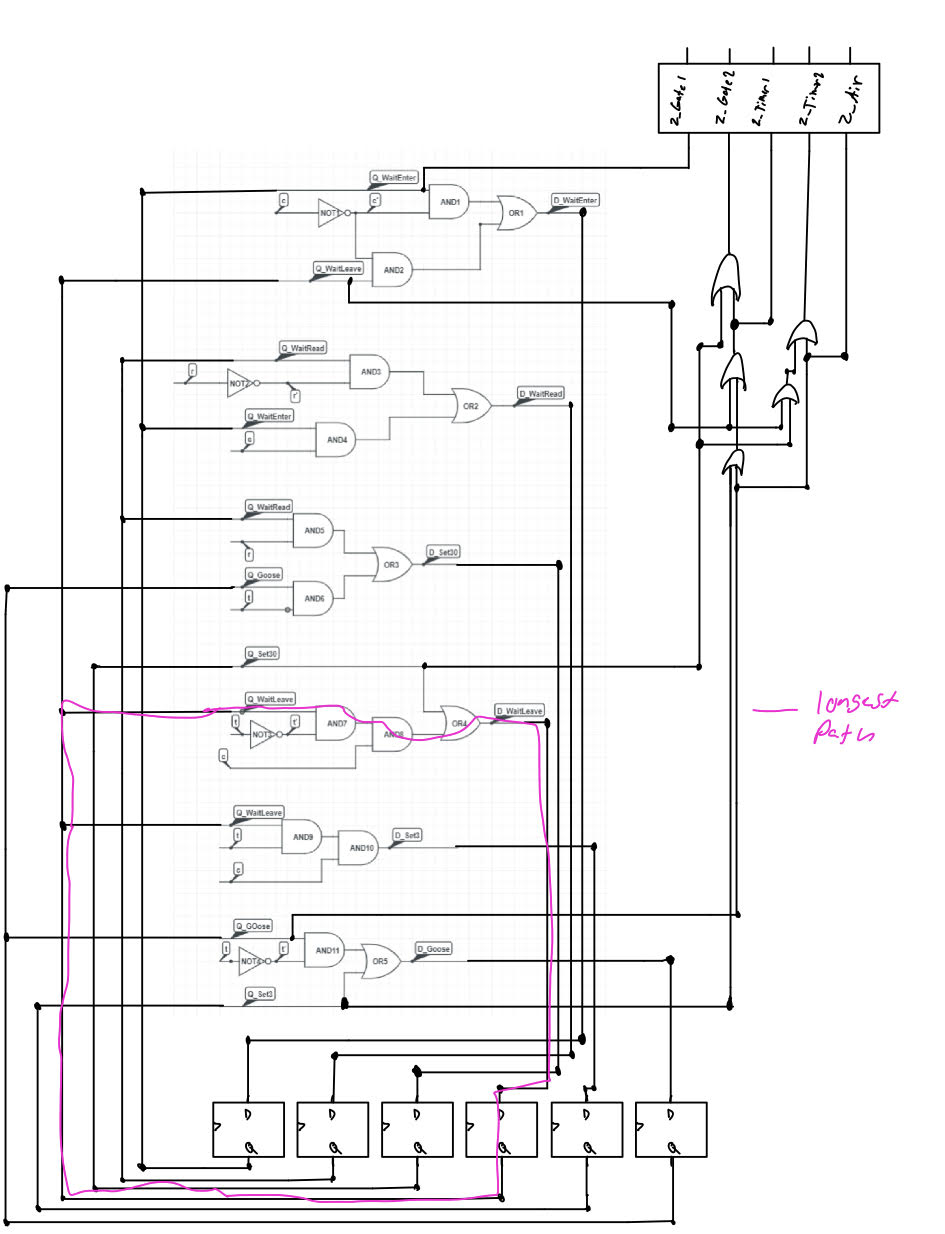 Z_Gate1
Z_Gate2
Z_Timer1
Z_Timer2
Z_Air
Q_WaitEnter
c
NOT1
c'
AND1
OR1
D_WaitEnter
Q_WaitLeave
AND2
Q_WaitRead
r
NOT2
r'
AND3
OR2
D_WaitRead
Q_WaitEnter
c
AND4
Q_WaitRead
r
AND5
OR3
D_Set30
Q_Goose
t
AND6
Q_Set30
Q_WaitLeave
t
NOT3
t'
AND7
AND8
OR4
D_WaitLeave
c
longest
Path
Q_WaitLeave
t
AND9
AND10
D_Set3
c
Q_GOose
t
NOT4
t'
AND11
OR5
D_Goose
Q_Set3
D
D
D
D
D
D
Q
Q
Q
Q
Q
Q